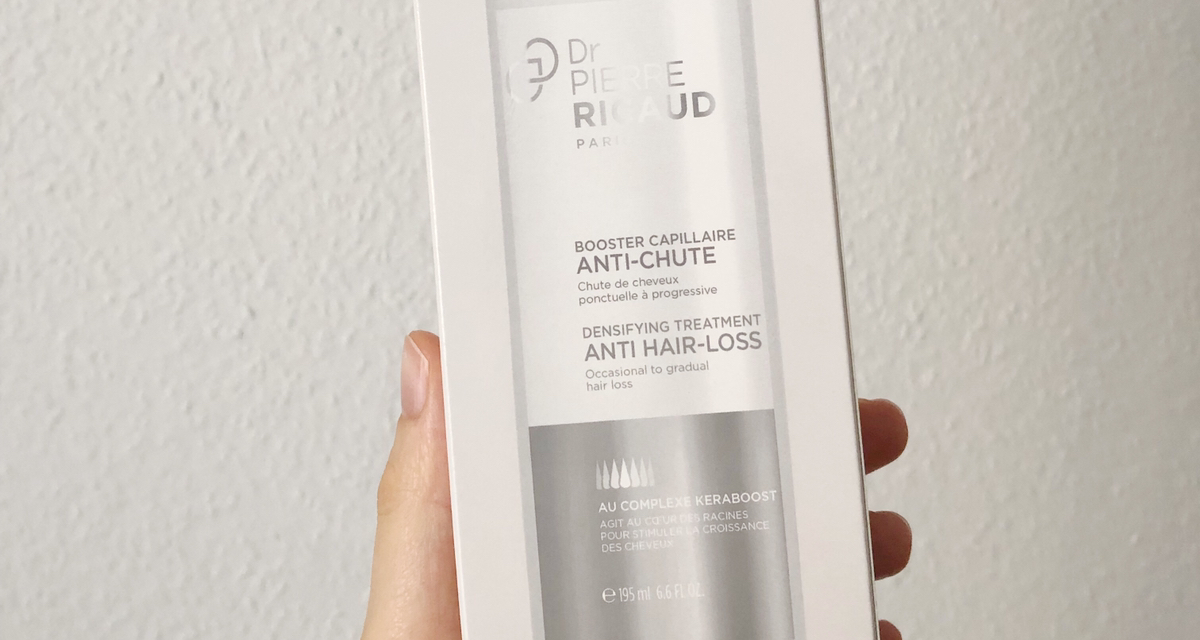 Dr
PIERRE
RICAUD
PARIS
BOOSTER CAPILLAIRE
ANTI-CHUTE
Chute de cheveux
ponctuelle à progressive
DENSIFYING TREATMENT
ANTI HAIR-LOSS
Occasional to gradual
hair loss
AU COMPLEXE KERABOOST
AGIT AU CŒUR DES RACINES
POUR STIMULER LA CROISSANCE
DES CHEVEUX
℮ 195 ml 6.6 FL.OZ.